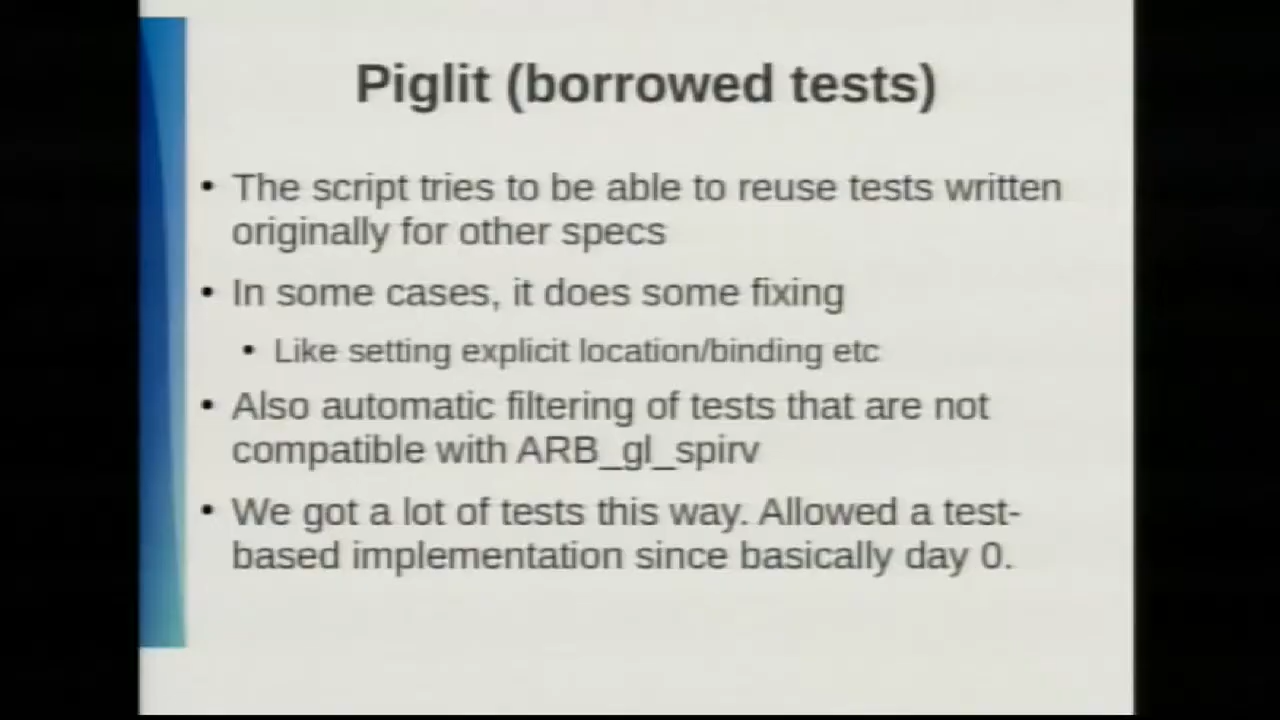 Piglit (borrowed tests)
• The script tries to be able to reuse tests written
originally for other specs
• In some cases, it does some fixing
• Like setting explicit location/binding etc
• Also automatic filtering of tests that are not
compatible with ARB_gl_spirv
• We got a lot of tests this way. Allowed a test-
based implementation since basically day 0.